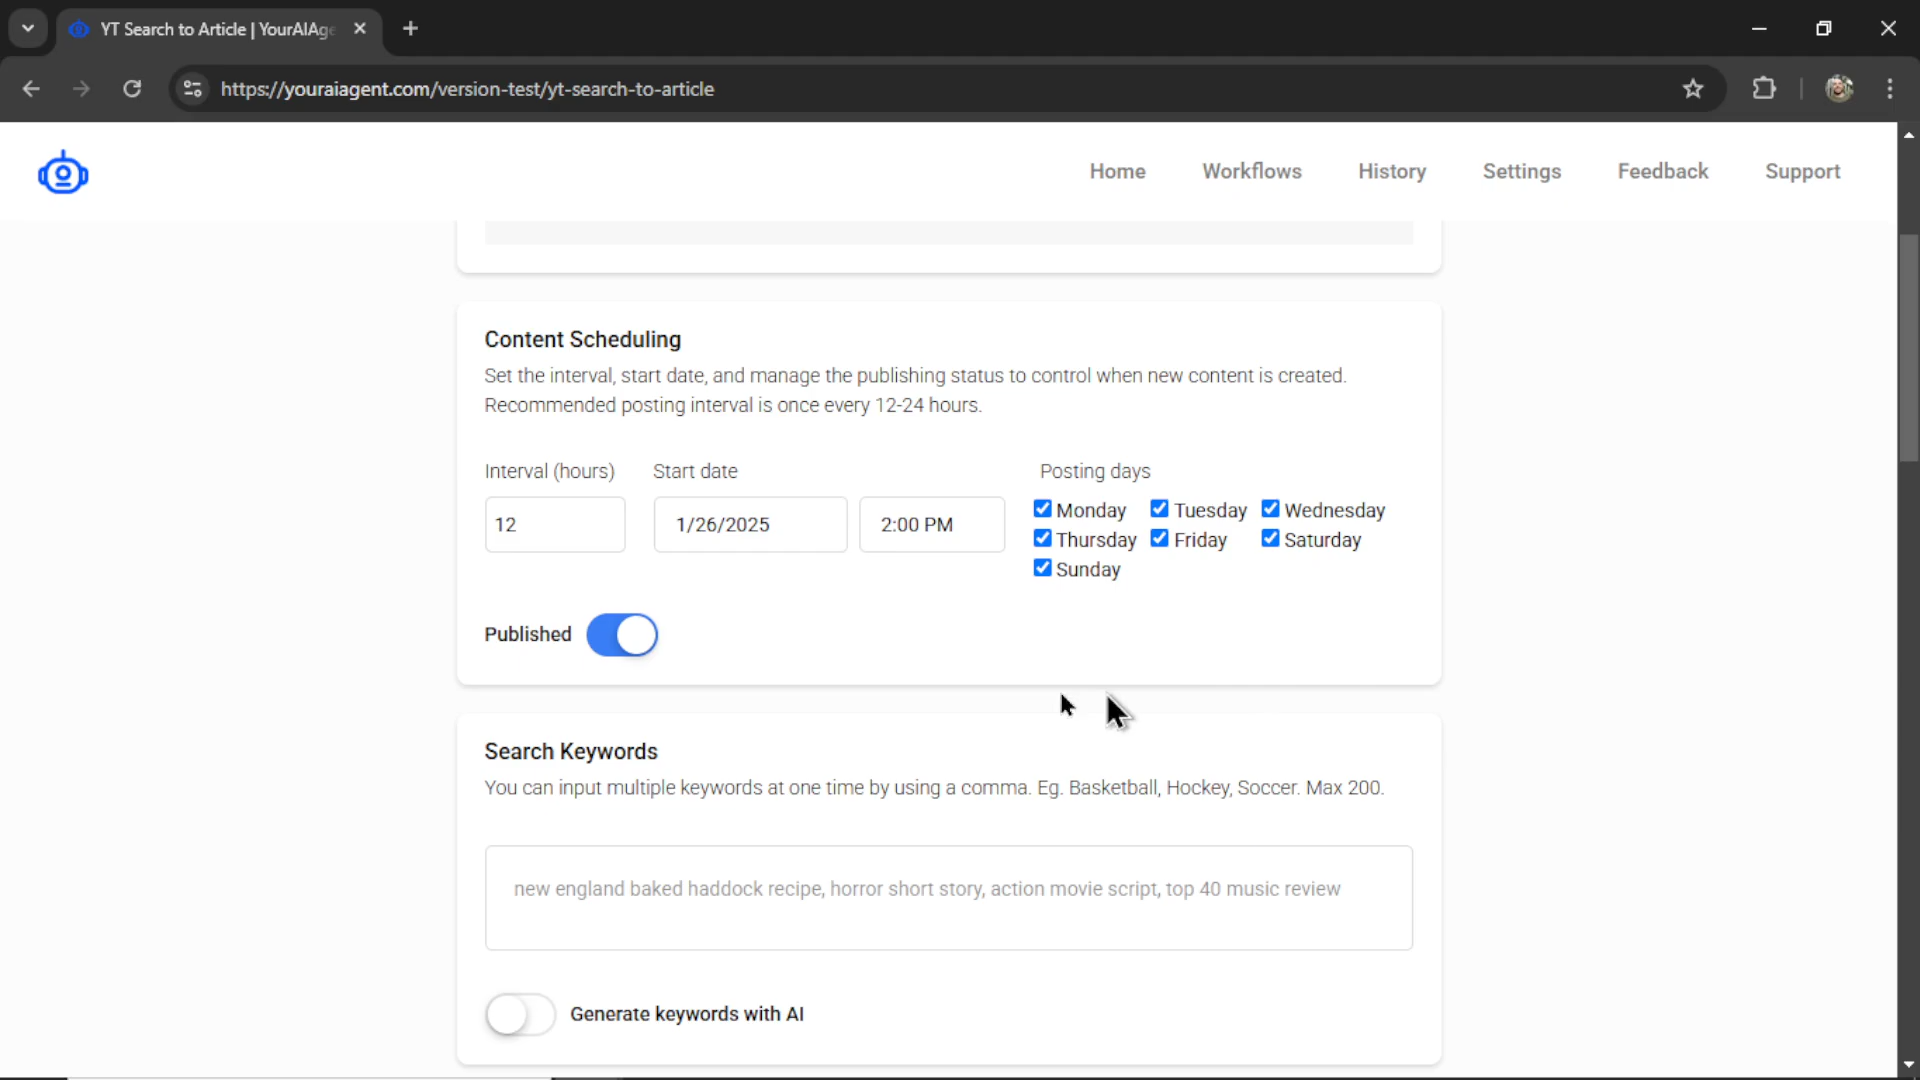 YT Search to Article | YourAIAge
https://youraiagent.com/version-test/yt-search-to-article
Home
Workflows
History
Settings
Feedback
Support
Content Scheduling
Set the interval, start date, and manage the publishing status to control when new content is created.
Recommended posting interval is once every 12-24 hours.
Interval (hours)
Start date
Posting days
12
1/26/2025
2:00 PM
Monday
Tuesday
Wednesday
Thursday
Friday
Saturday
Sunday
Published
Search Keywords
You can input multiple keywords at one time by using a comma. Eg. Basketball, Hockey, Soccer. Max 200.
new england baked haddock recipe, horror short story, action movie script, top 40 music review
Generate keywords with AI